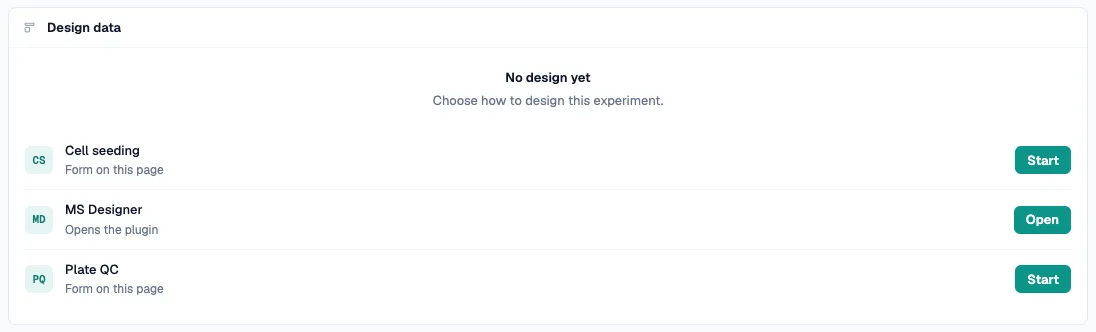 Design data
No design yet
Choose how to design this experiment.
CS
Cell seeding
Form on this page
Start
MD
MS Designer
Opens the plugin
Open
PQ
Plate QC
Form on this page
Start